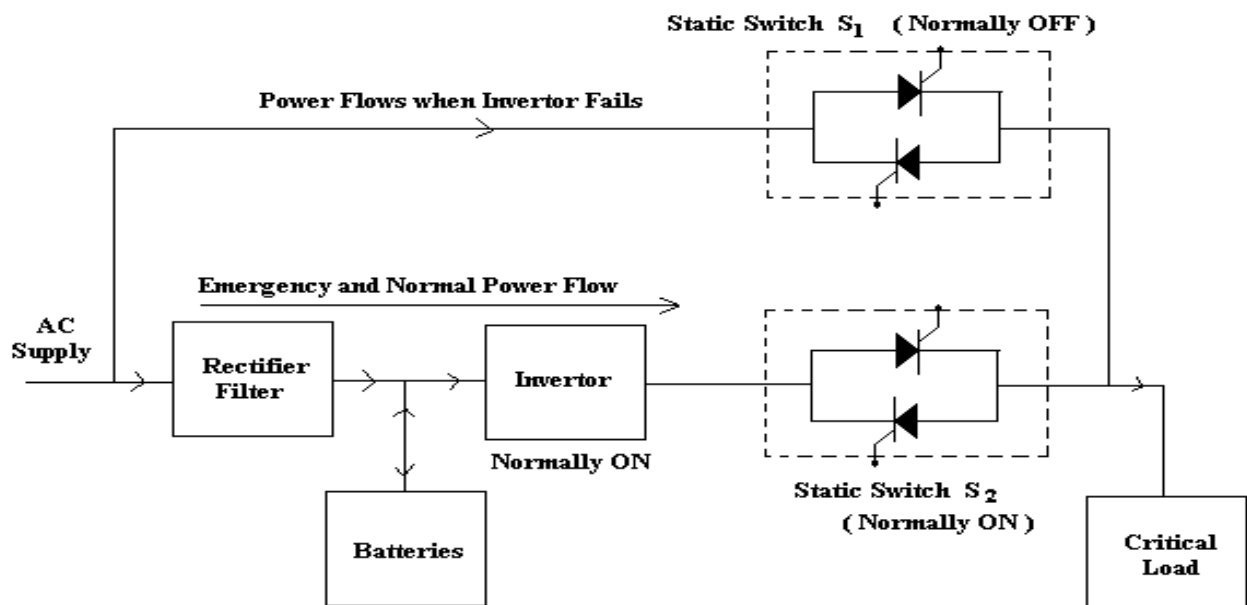 Static Switch S1 ( Normally OFF )
Power Flows when Invertor Fails
Emergency and Normal Power Flow
AC
Supply
Rectifier
Filter
Invertor
Normally ON
Batteries
Static Switch S2
( Normally ON )
Critical
Load